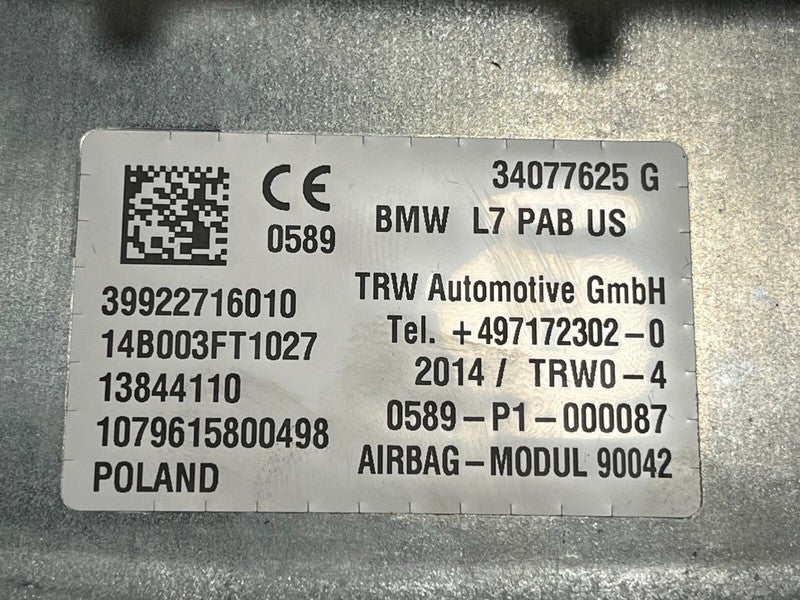 CE 34077625 G
0589 BMW L7 PAB US
39922716010 TRW Automotive GmbH
14B003FT1027 Tel. +497172302-0
13844110 2014 / TRW0-4
1079615800498 0589-P1-000087
POLAND AIRBAG-MODUL 90042